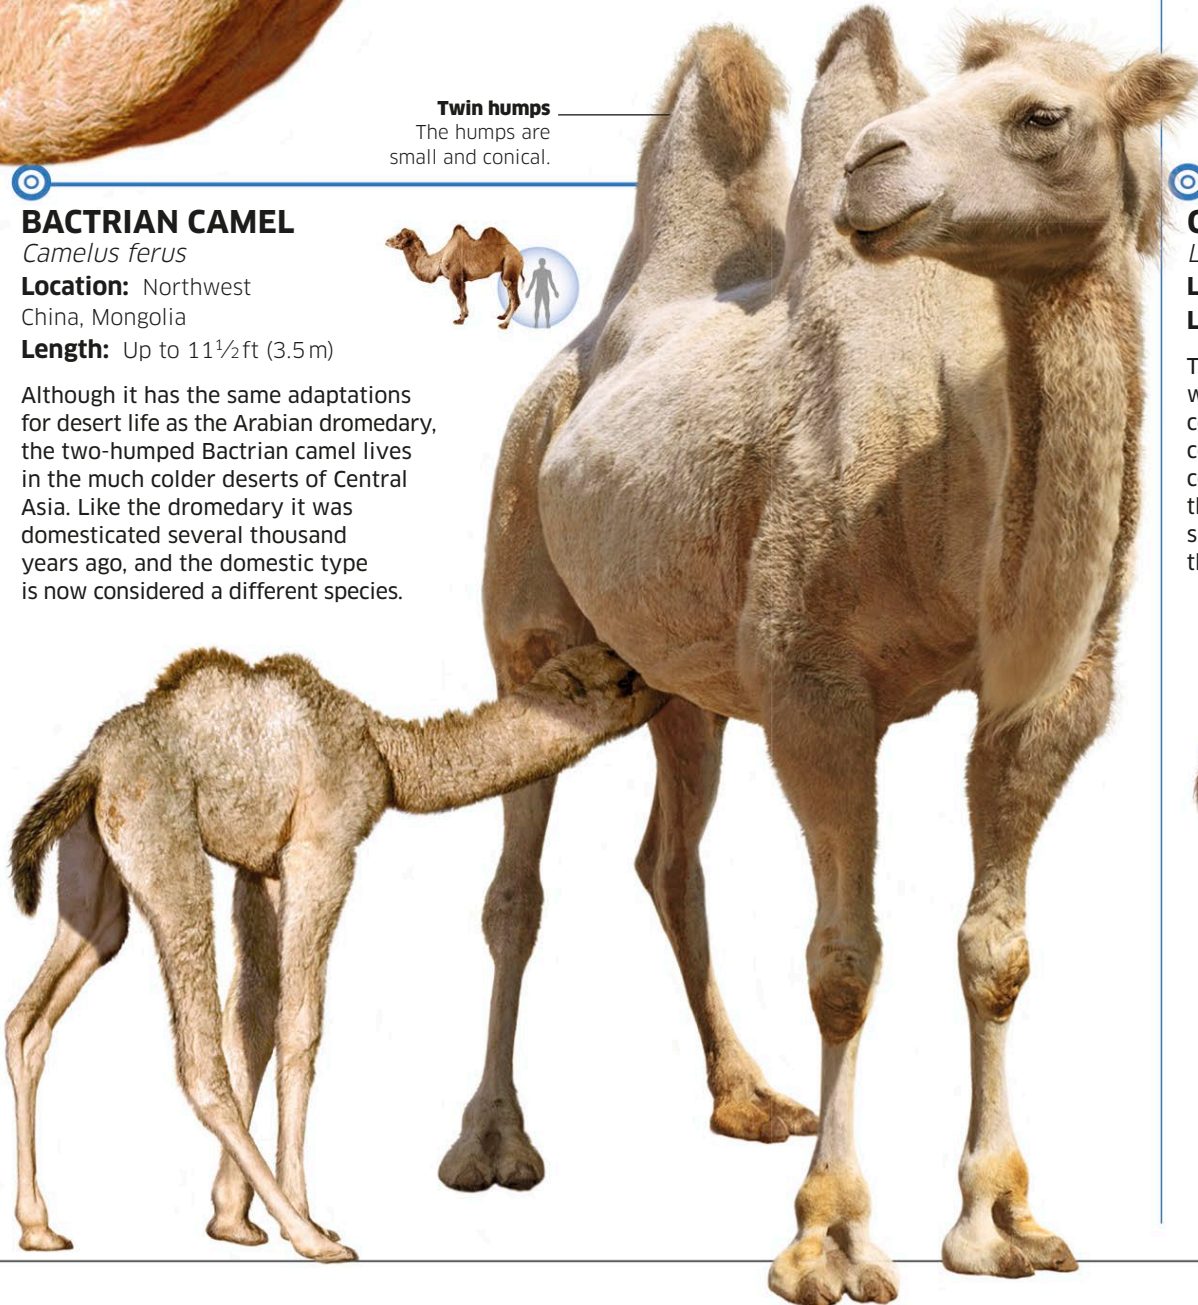 Twin humps
The humps are
small and conical.
BACTRIAN CAMEL
Camelus ferus
Location: Northwest
China, Mongolia
Length: Up to 11½ ft (3.5 m)
Although it has the same adaptations
for desert life as the Arabian dromedary,
the two-humped Bactrian camel lives
in the much colder deserts of Central
Asia. Like the dromedary it was
domesticated several thousand
years ago, and the domestic type
is now considered a different species.